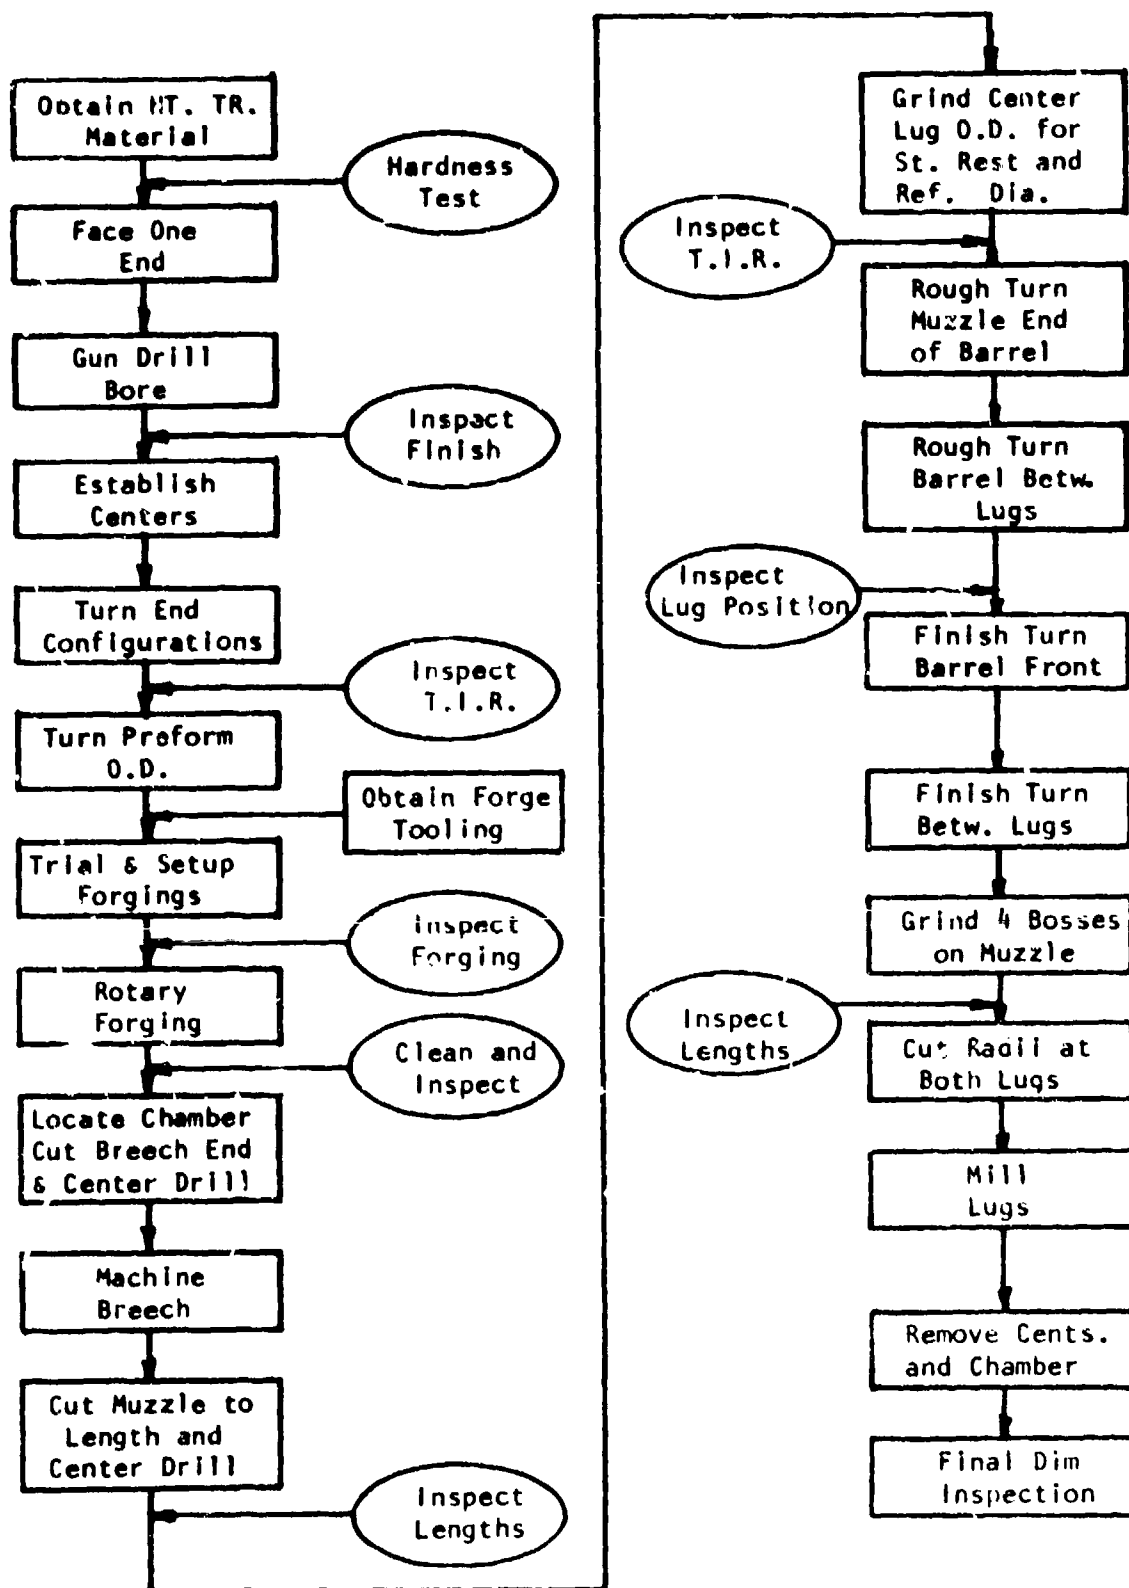 Obtain HT. TR.
Material
Hardness
Test
Face One
End
Gun Drill
Bore
Inspact
Finish
Establish
Centers
Turn End
Configurations
Inspect
T.I.R.
Turn Preform
O.D.
Obtain Forge
Tooling
Trial & Setup
Forgings
Inspect
Forging
Rotary
Forging
Clean and
Inspect
Locate Chamber
Cut Breech End
& Center Drill
Machine
Breech
Cut Muzzle to
Length and
Center Drill
Inspect
Lengths
Grind Center
Lug O.D. for
St. Rest and
Ref. Dia.
Inspect
T.I.R.
Rough Turn
Muzzle End
of Barrel
Rough Turn
Barrel Betw.
Lugs
Inspect
Lug Position
Finish Turn
Barrel Front
Finish Turn
Betw. Lugs
Grind 4 Bosses
on Muzzle
Inspect
Lengths
Cut Radii at
Both Lugs
Mill
Lugs
Remove Cents.
and Chamber
Final Dim
Inspection